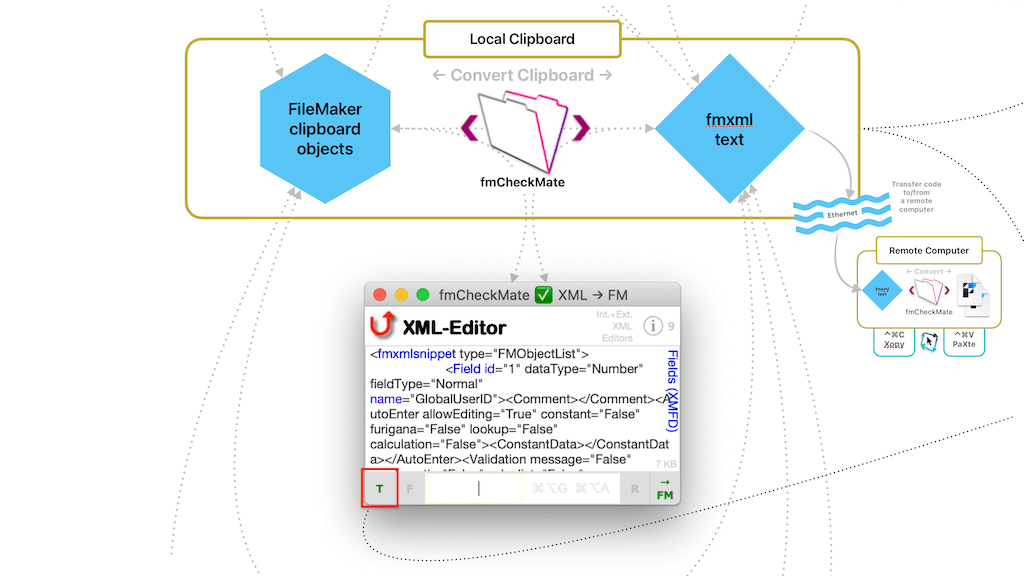 Local Clipboard
← Convert Clipboard →
FileMaker
clipboard
objects
fmxml
text
fmCheckMate
Transfer code
to/from
a remote
computer
Ethernet
Remote Computer
← Convert →
fmxml
text
fmCheckMate
^⌘C
Xopy
^⌘V
PaXte
fmCheckMate ✅ XML → FM
XML-Editor
Int.+Ext.
XML
Editors
i 9
<fmxmlsnippet type="FMObjectList">
<Field id="1" dataType="Number"
fieldType="Normal"
name="GlobalUserID"><Comment></Comment><A
utoEnter allowEditing="True" constant="False"
furigana="False" lookup="False"
calculation="False"><ConstantData></ConstantDat
a></AutoEnter><Validation message="False"
Fields (XMFD)
7 KB
T F ⌘⌥G ⌘⌥A R →
FM